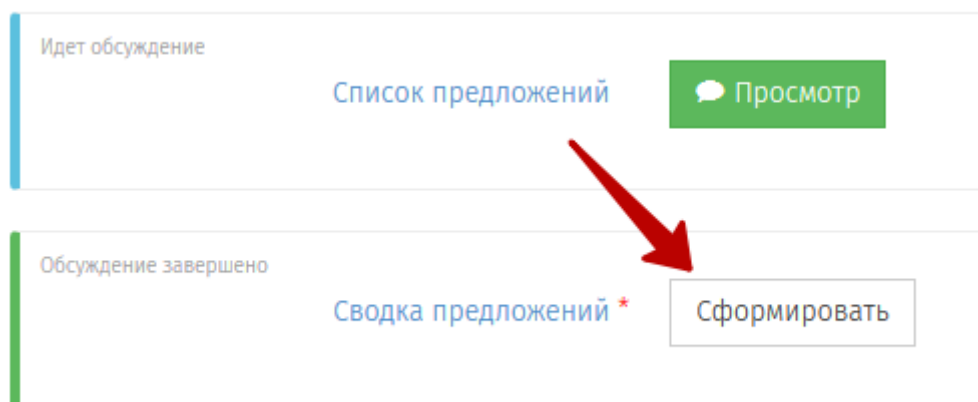 Идет обсуждение
Список предложений Просмотр
Обсуждение завершено
Сводка предложений * Сформировать